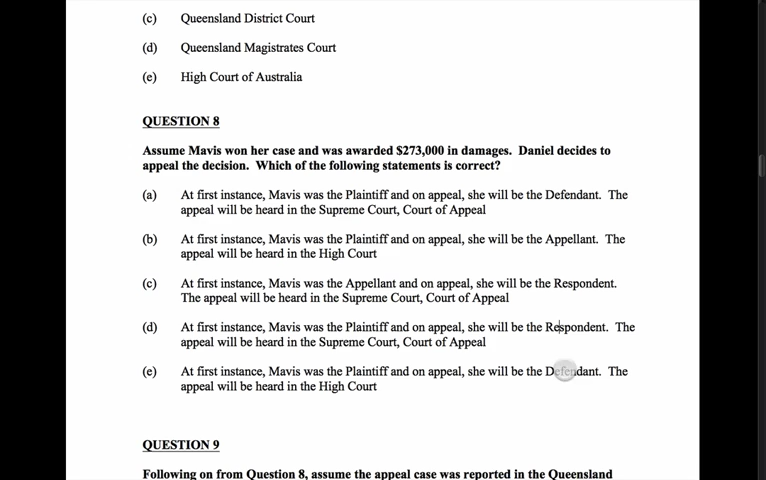 (c) Queensland District Court
(d) Queensland Magistrates Court
(e) High Court of Australia
QUESTION 8
Assume Mavis won her case and was awarded $273,000 in damages. Daniel decides to
appeal the decision. Which of the following statements is correct?
(a) At first instance, Mavis was the Plaintiff and on appeal, she will be the Defendant. The
appeal will be heard in the Supreme Court, Court of Appeal
(b) At first instance, Mavis was the Plaintiff and on appeal, she will be the Appellant. The
appeal will be heard in the High Court
(c) At first instance, Mavis was the Appellant and on appeal, she will be the Respondent.
The appeal will be heard in the Supreme Court, Court of Appeal
(d) At first instance, Mavis was the Plaintiff and on appeal, she will be the Respondent. The
appeal will be heard in the Supreme Court, Court of Appeal
(e) At first instance, Mavis was the Plaintiff and on appeal, she will be the Defendant. The
appeal will be heard in the High Court
QUESTION 9
Following on from Question 8, assume the appeal case was reported in the Queensland